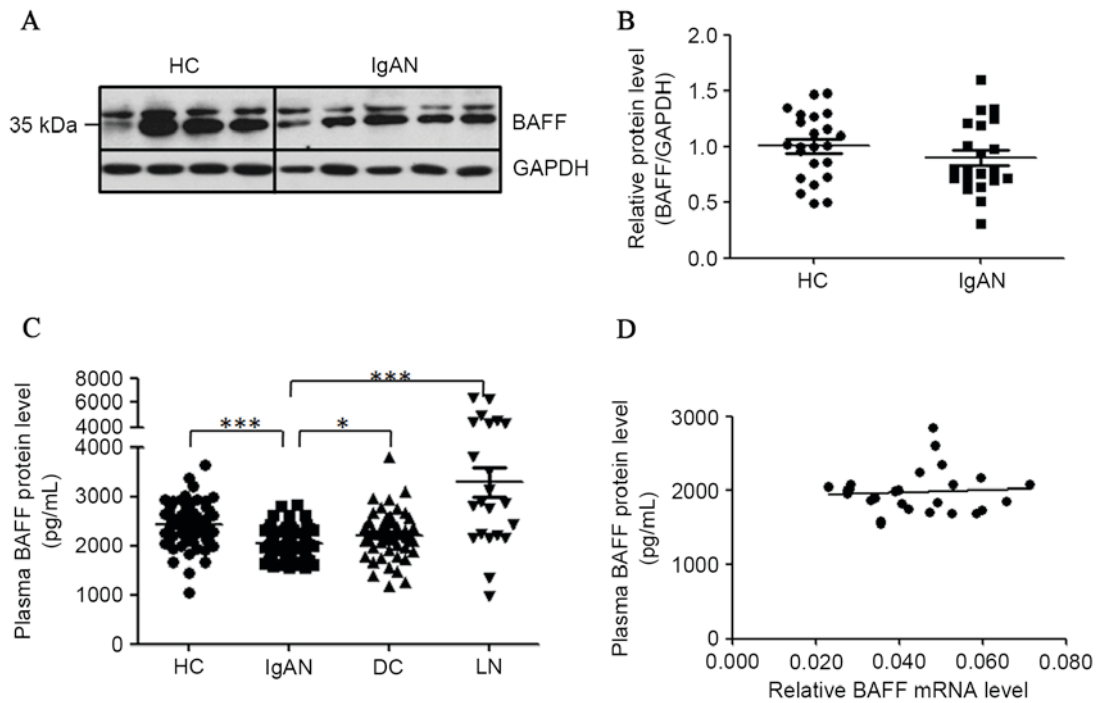 A
HC IgAN
35 kDa
BAFF
GAPDH
B
Relative protein level
(BAFF/GAPDH)
2.0
1.5
1.0
0.5
0.0
HC IgAN
C
Plasma BAFF protein level
(pg/mL)
8000
6000
4000
4000
3000
2000
1000
0
***
*** *
HC IgAN DC LN
D
Plasma BAFF protein level
(pg/mL)
3000
2000
1000
0
0.000 0.020 0.040 0.060 0.080
Relative BAFF mRNA level